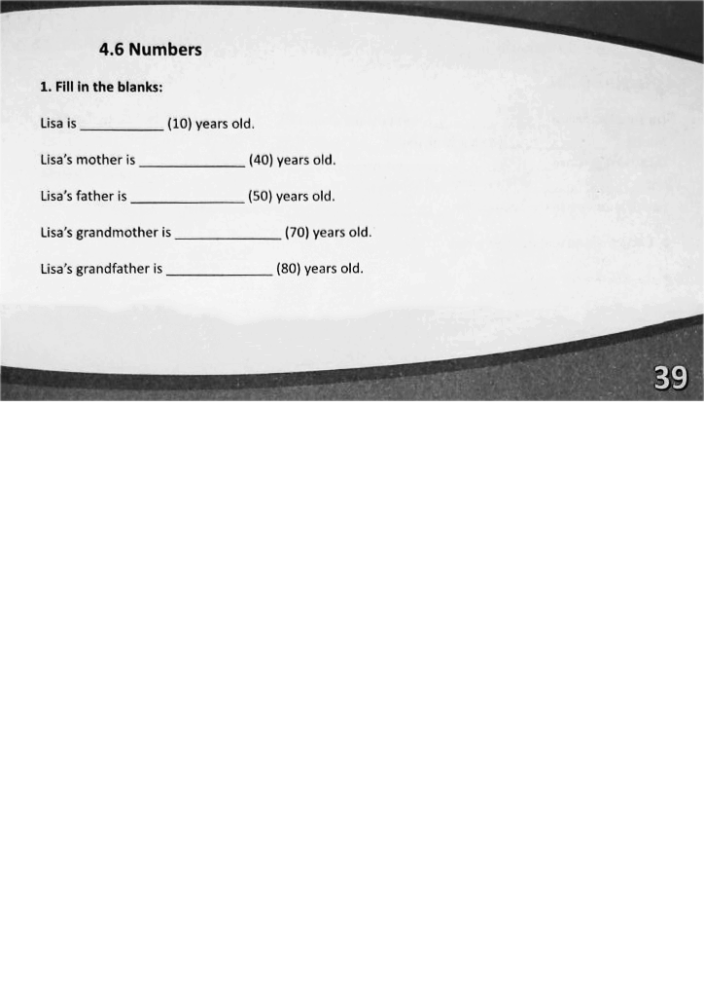 4.6 Numbers
1. Fill in the blanks:
Lisa is ___________ (10) years old.
Lisa's mother is ______________ (40) years old.
Lisa's father is _______________ (50) years old.
Lisa's grandmother is ______________ (70) years old.
Lisa's grandfather is ______________ (80) years old.
39